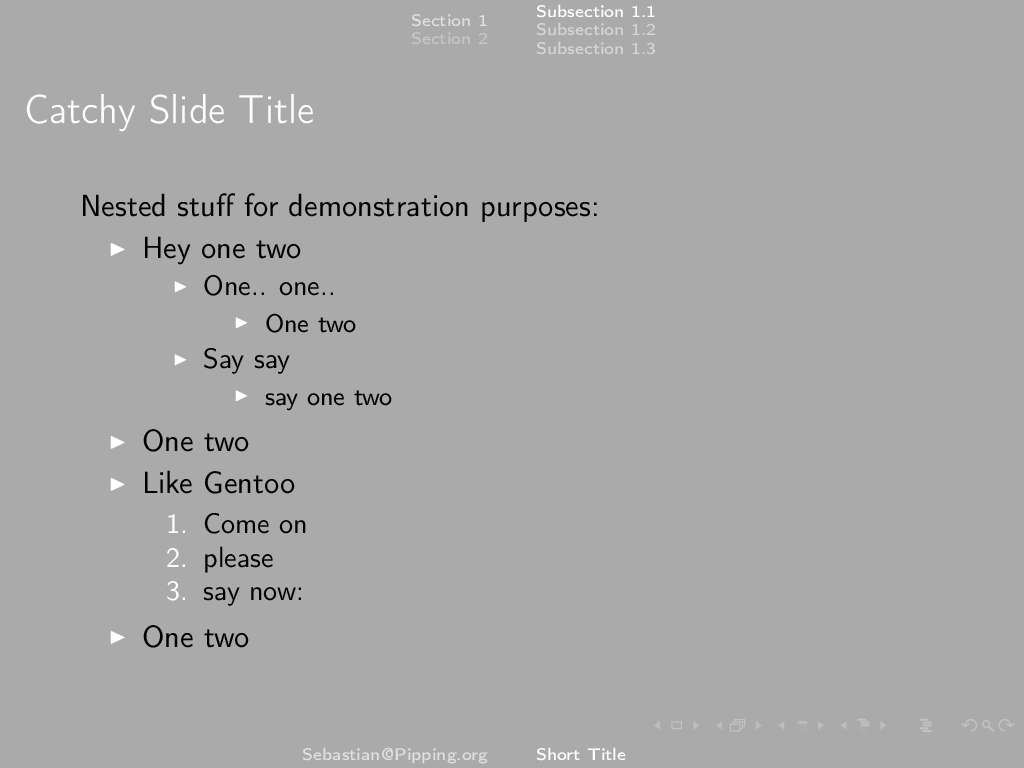 Section 1
Section 2
Subsection 1.1
Subsection 1.2
Subsection 1.3
Catchy Slide Title
Nested stuff for demonstration purposes:
Hey one two
One.. one..
One two
Say say
say one two
One two
Like Gentoo
1. Come on
2. please
3. say now:
One two
Sebastian@Pipping.org
Short Title